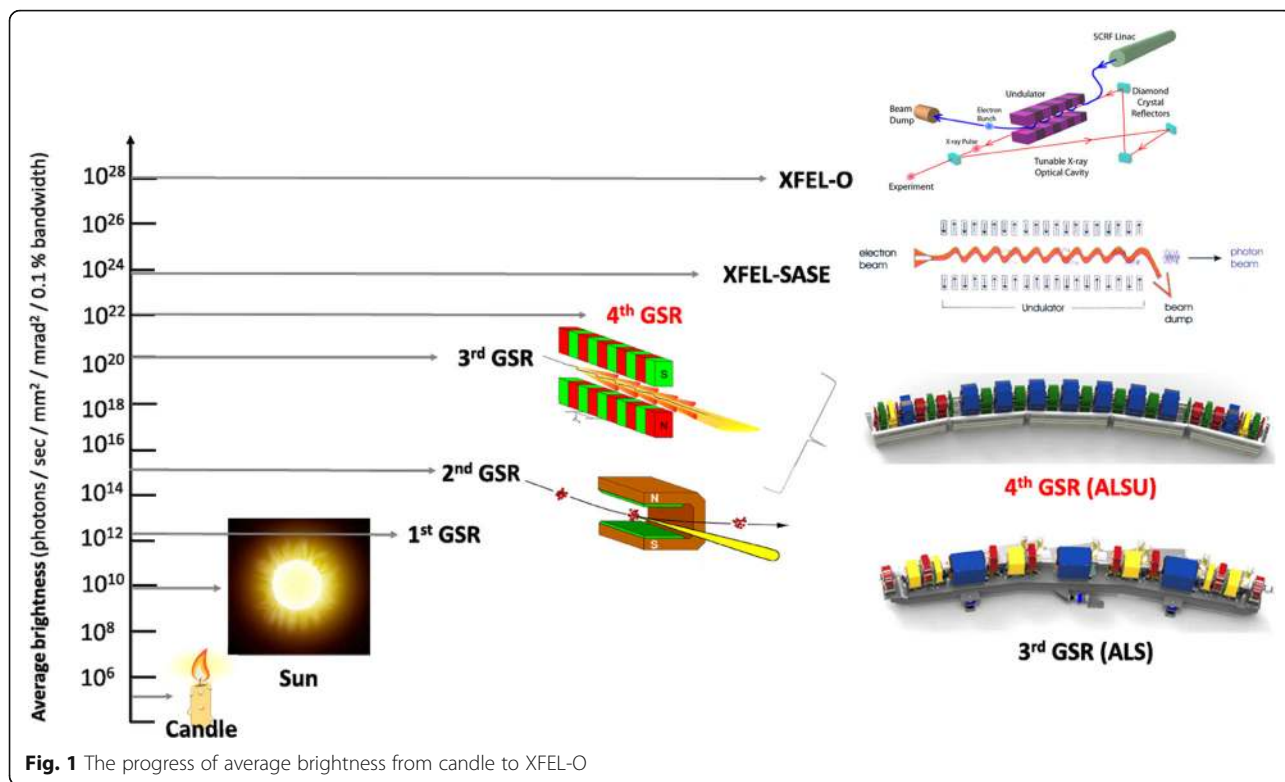 Average brightness (photons / sec / mm² / mrad² / 0.1 % bandwidth)
10²⁸
10²⁶
10²⁴
10²²
10²⁰
10¹⁸
10¹⁶
10¹⁴
10¹²
10¹⁰
10⁸
10⁶
Candle
Sun
1ˢᵗ GSR
2ⁿᵈ GSR
3ʳᵈ GSR
4ᵗʰ GSR
XFEL-SASE
XFEL-O
S
N
N
S
SCRF Linac
Undulator
Beam
Dump
Electron
Bunch
Diamond
Crystal
Reflectors
X-ray Pulse
Tunable X-ray
Optical Cavity
Experiment
electron
beam
photon
beam
Undulator
beam
dump
4ᵗʰ GSR (ALSU)
3ʳᵈ GSR (ALS)
Fig. 1 The progress of average brightness from candle to XFEL-O